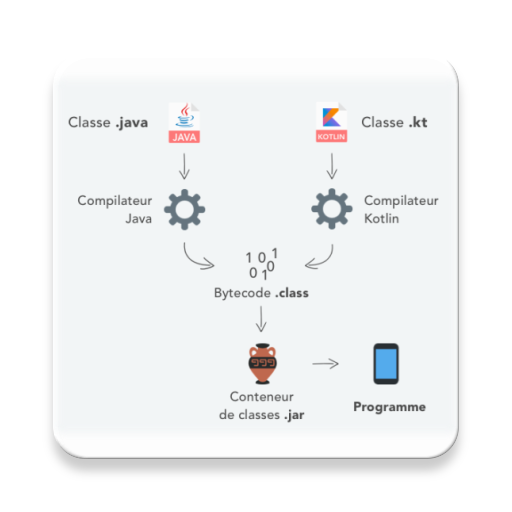 Classe .java
JAVA
KOTLIN
Classe .kt
Compilateur
Java
Compilateur
Kotlin
1 0 1
0 1 0
Bytecode .class
Conteneur
de classes .jar
Programme